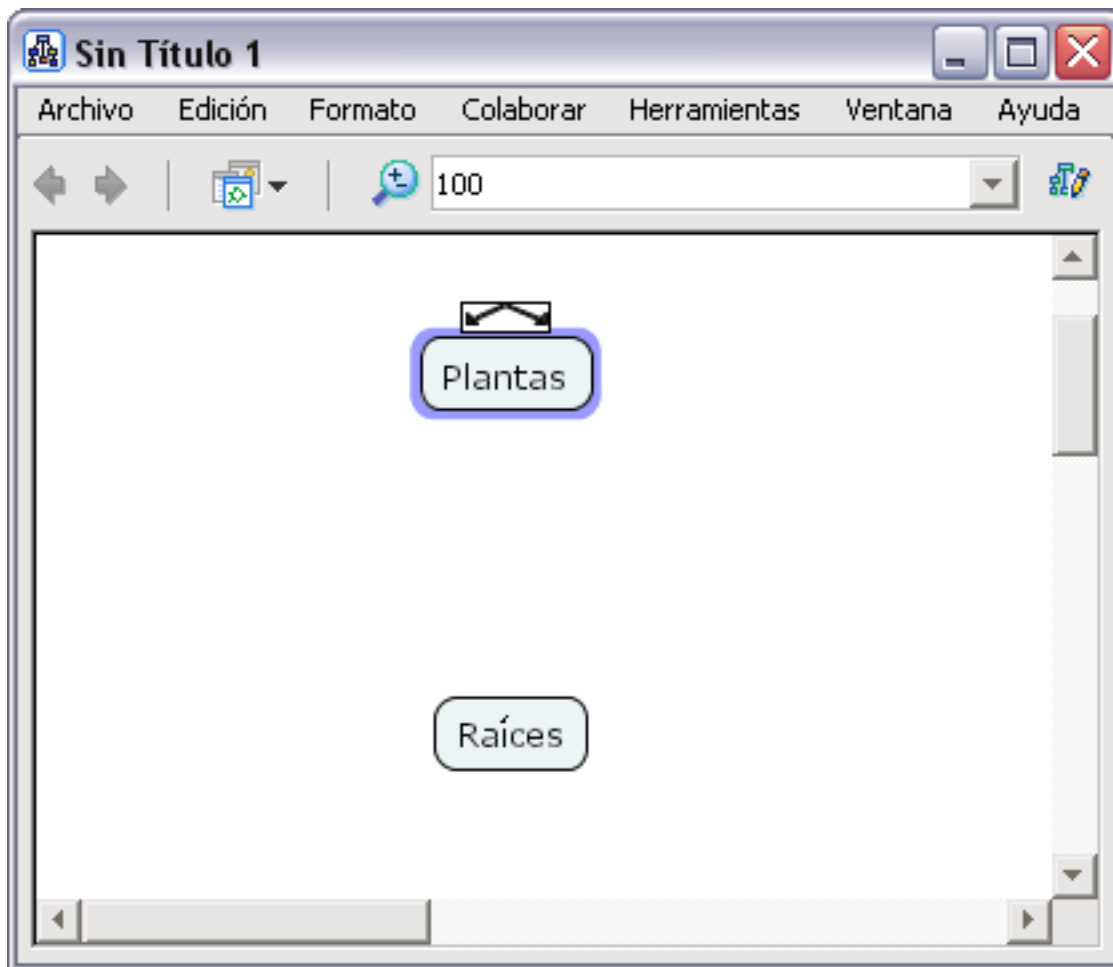 Sin Título 1
Archivo Edición Formato Colaborar Herramientas Ventana Ayuda
100
Plantas
Raíces